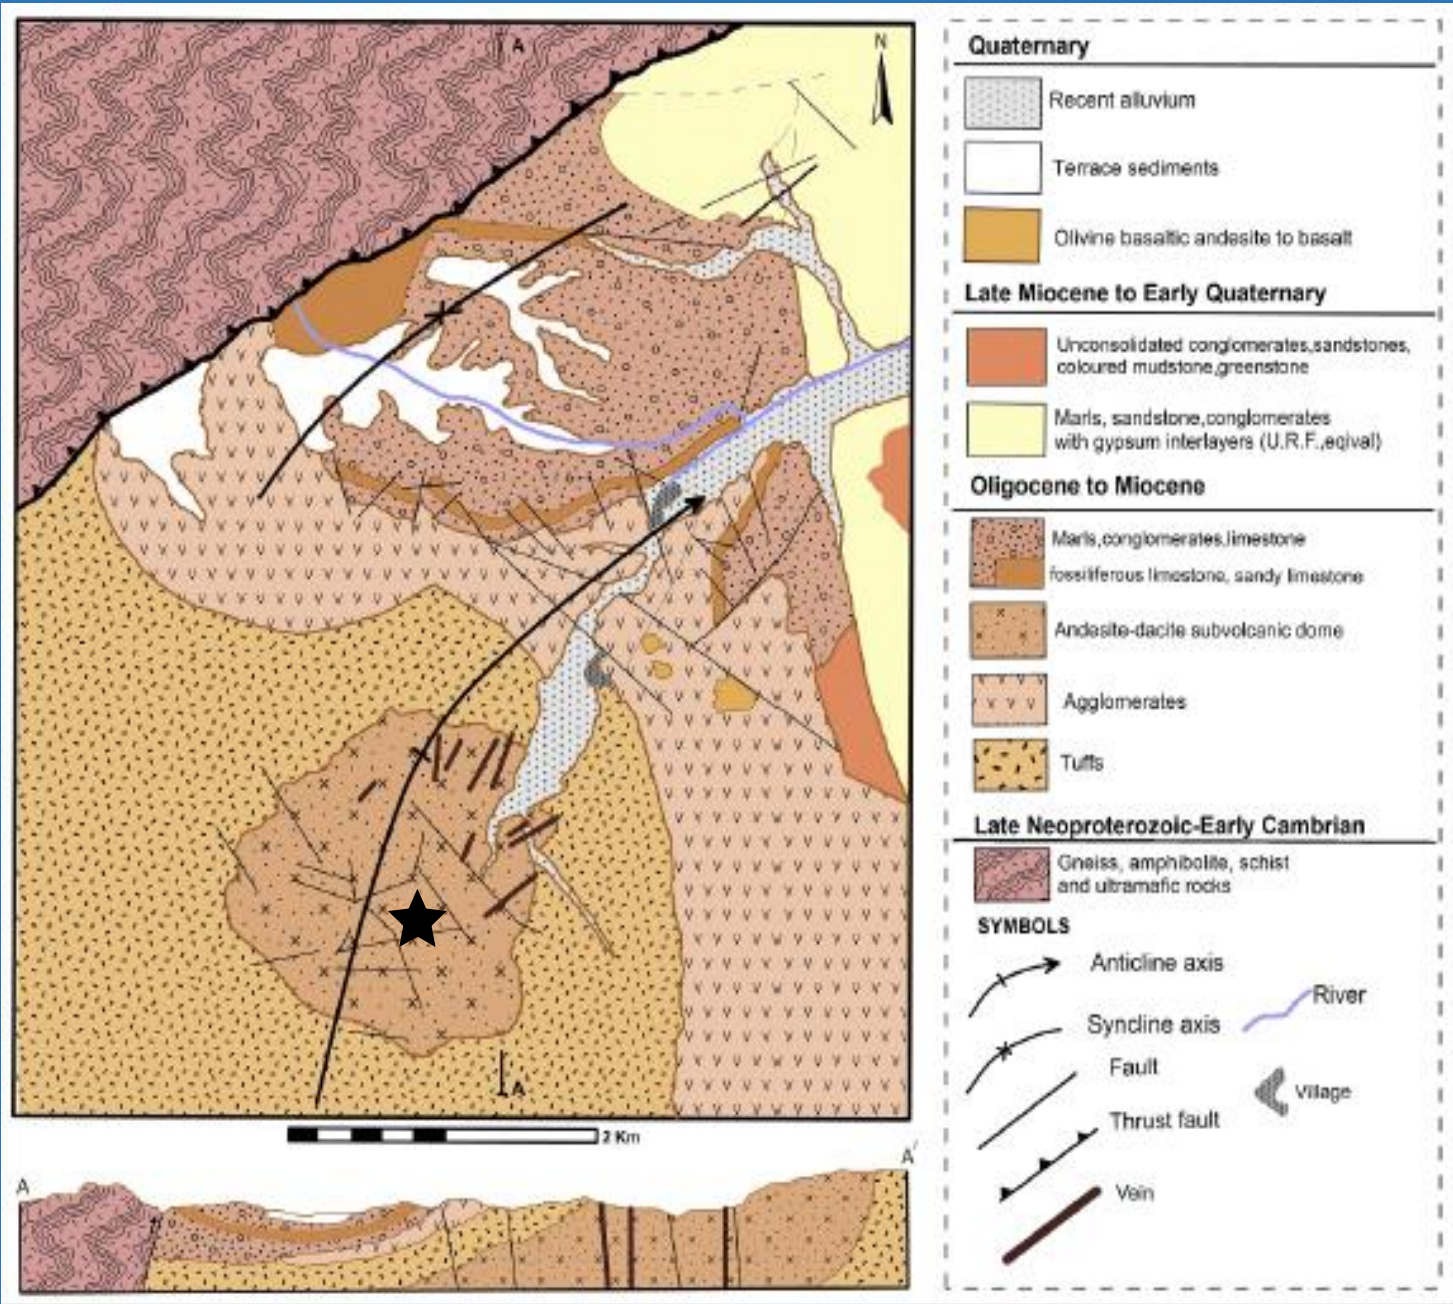 A
N
A
2 Km
A
A′
Quaternary
Recent alluvium
Terrace sediments
Olivine basaltic andesite to basalt
Late Miocene to Early Quaternary
Unconsolidated conglomerates,sandstones,
coloured mudstone,greenstone
Marls, sandstone,conglomerates
with gypsum interlayers (U.R.F.,eqival)
Oligocene to Miocene
Marls,conglomerates,limestone
fossiliferous limestone, sandy limestone
Andesite-dacite subvolcanic dome
Agglomerates
Tuffs
Late Neoproterozoic-Early Cambrian
Gneiss, amphibolite, schist
and ultramafic rocks
SYMBOLS
Anticline axis
River
Syncline axis
Fault
Village
Thrust fault
Vein